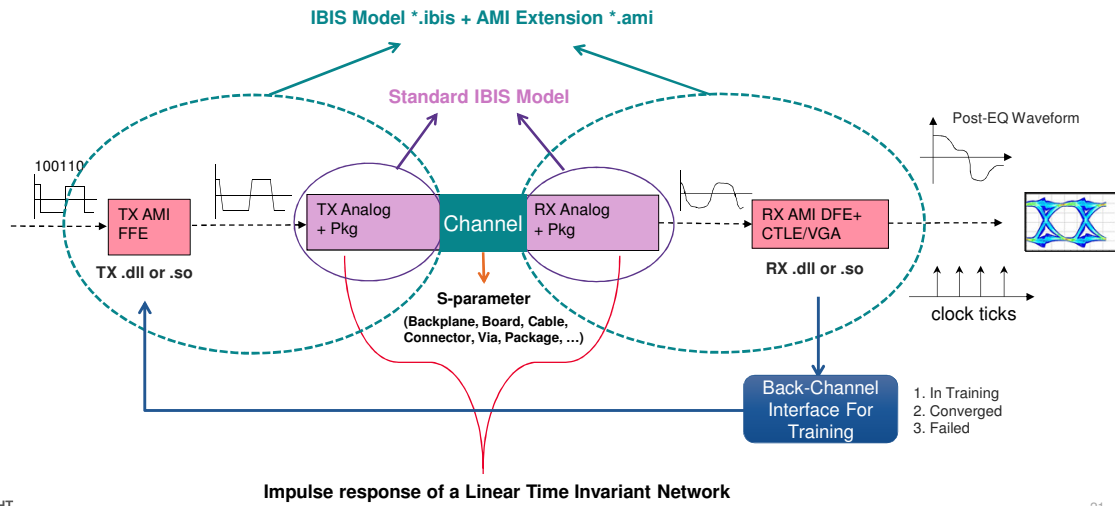 IBIS Model *.ibis + AMI Extension *.ami
Standard IBIS Model
Post-EQ Waveform
100110
TX AMI
FFE
TX Analog
+ Pkg
Channel
RX Analog
+ Pkg
RX AMI DFE+
CTLE/VGA
TX .dll or .so
RX .dll or .so
S-parameter
(Backplane, Board, Cable,
Connector, Via, Package, ...)
clock ticks
Back-Channel
Interface For
Training
1. In Training
2. Converged
3. Failed
Impulse response of a Linear Time Invariant Network